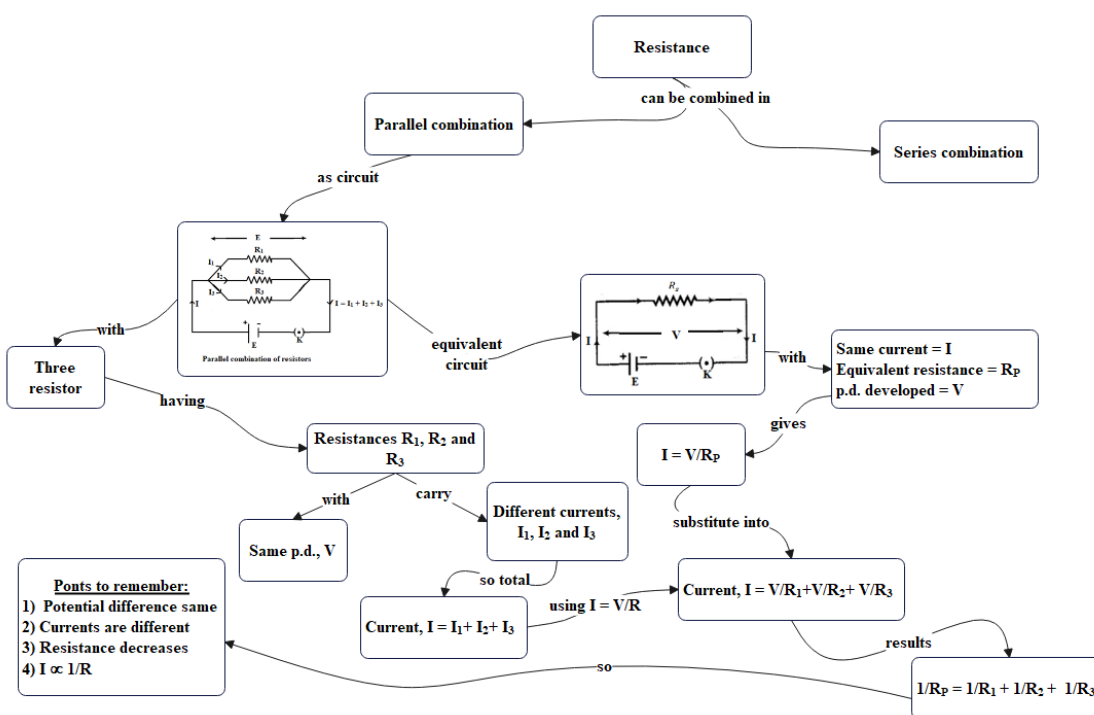 Resistance
can be combined in
Parallel combination
Series combination
as circuit
E
R₁
I₁
R₂
I₂
R₃
I₃
I
I = I₁ + I₂ + I₃
+ -
E
K
Parallel combination of resistors
with
Three
resistor
equivalent
circuit
Rₛ
V
I
I
+ -
E
K
with
Same current = I
Equivalent resistance = Rₚ
p.d. developed = V
having
gives
Resistances R₁, R₂ and
R₃
I = V/Rₚ
with
carry
Same p.d., V
Different currents,
I₁, I₂ and I₃
substitute into
so total
Current, I = I₁+ I₂+ I₃
using I = V/R
Current, I = V/R₁+V/R₂+ V/R₃
results
1/Rₚ = 1/R₁ + 1/R₂ + 1/R₃
so
Ponts to remember:
1) Potential difference same
2) Currents are different
3) Resistance decreases
4) I ∝ 1/R